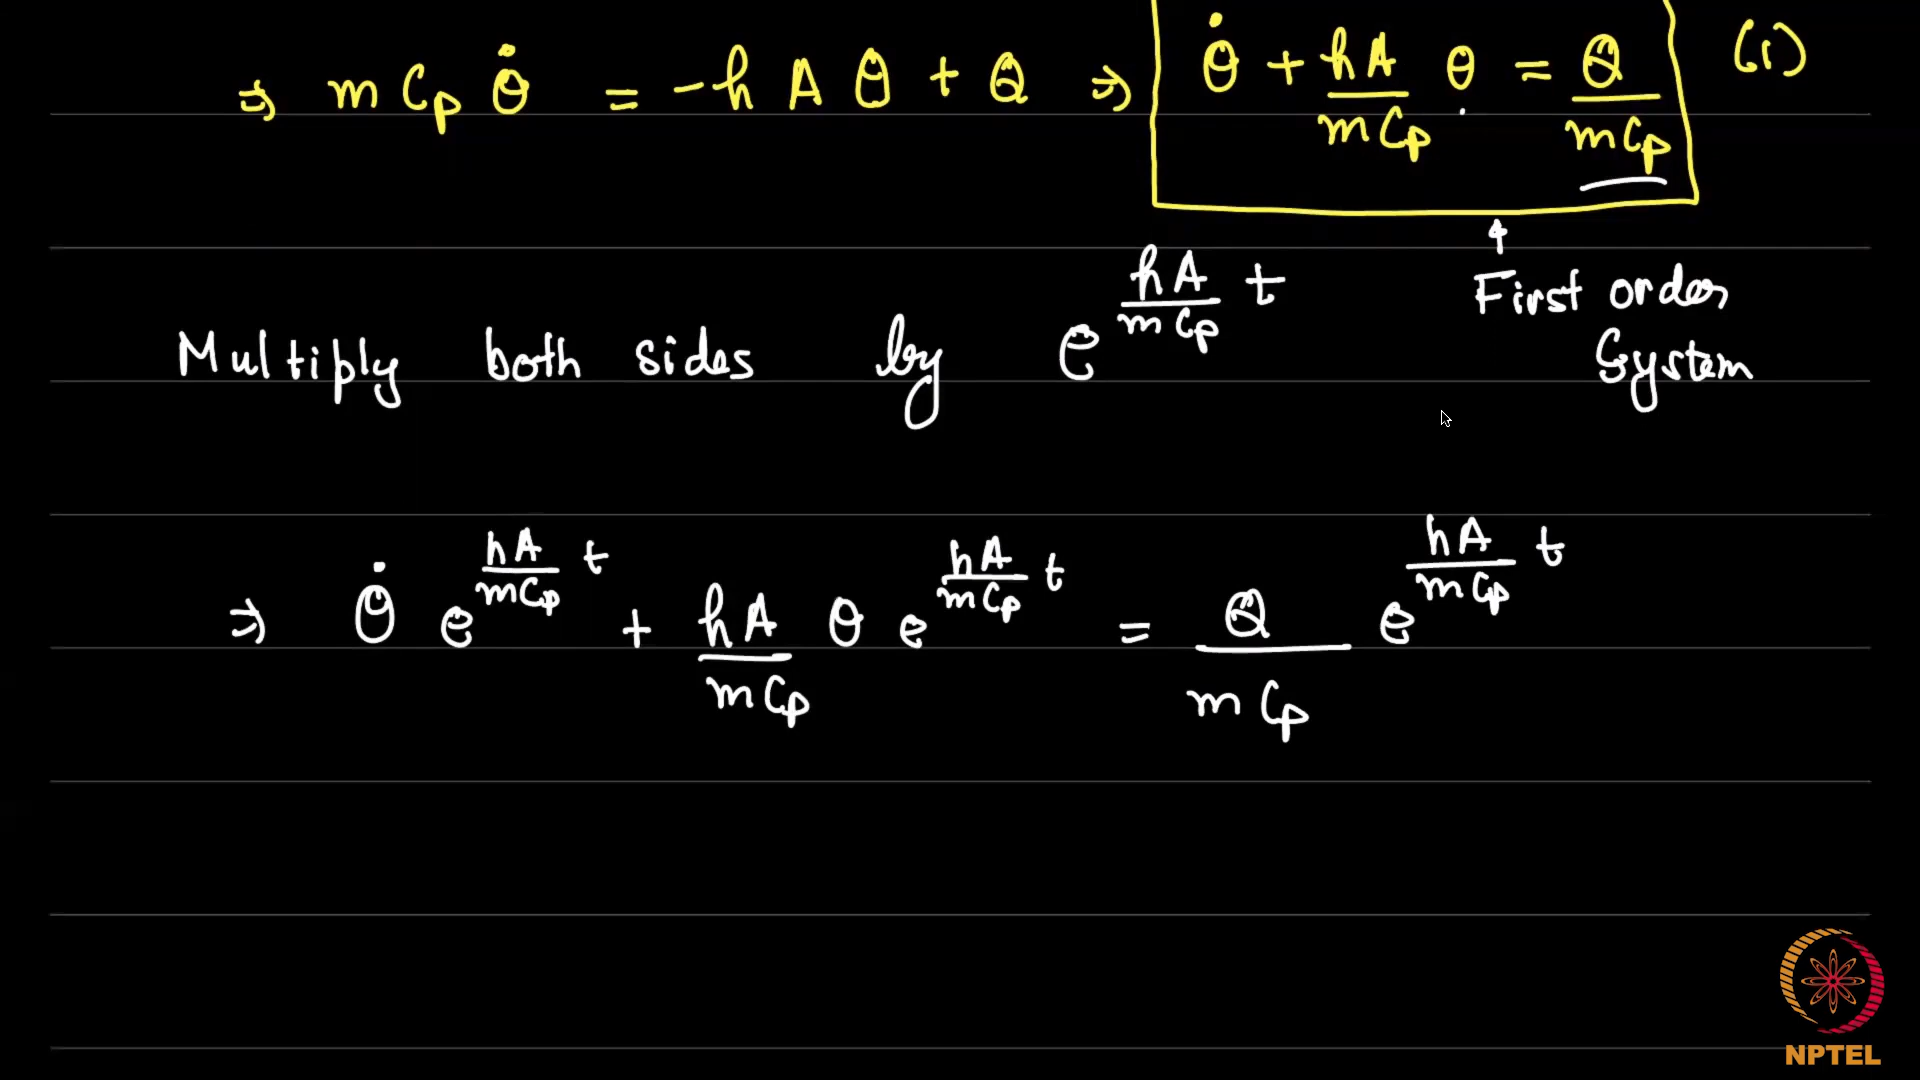 ⇒ m Cp θ̇ = -h A θ + Q ⇒ θ̇ + hA/mCp θ = Q/mCp (1)
First order
Multiply both sides by e^(hA/mCp t) System
⇒ θ̇ e^(hA/mCp t) + hA/mCp θ e^(hA/mCp t) = Q/mCp e^(hA/mCp t)
NPTEL